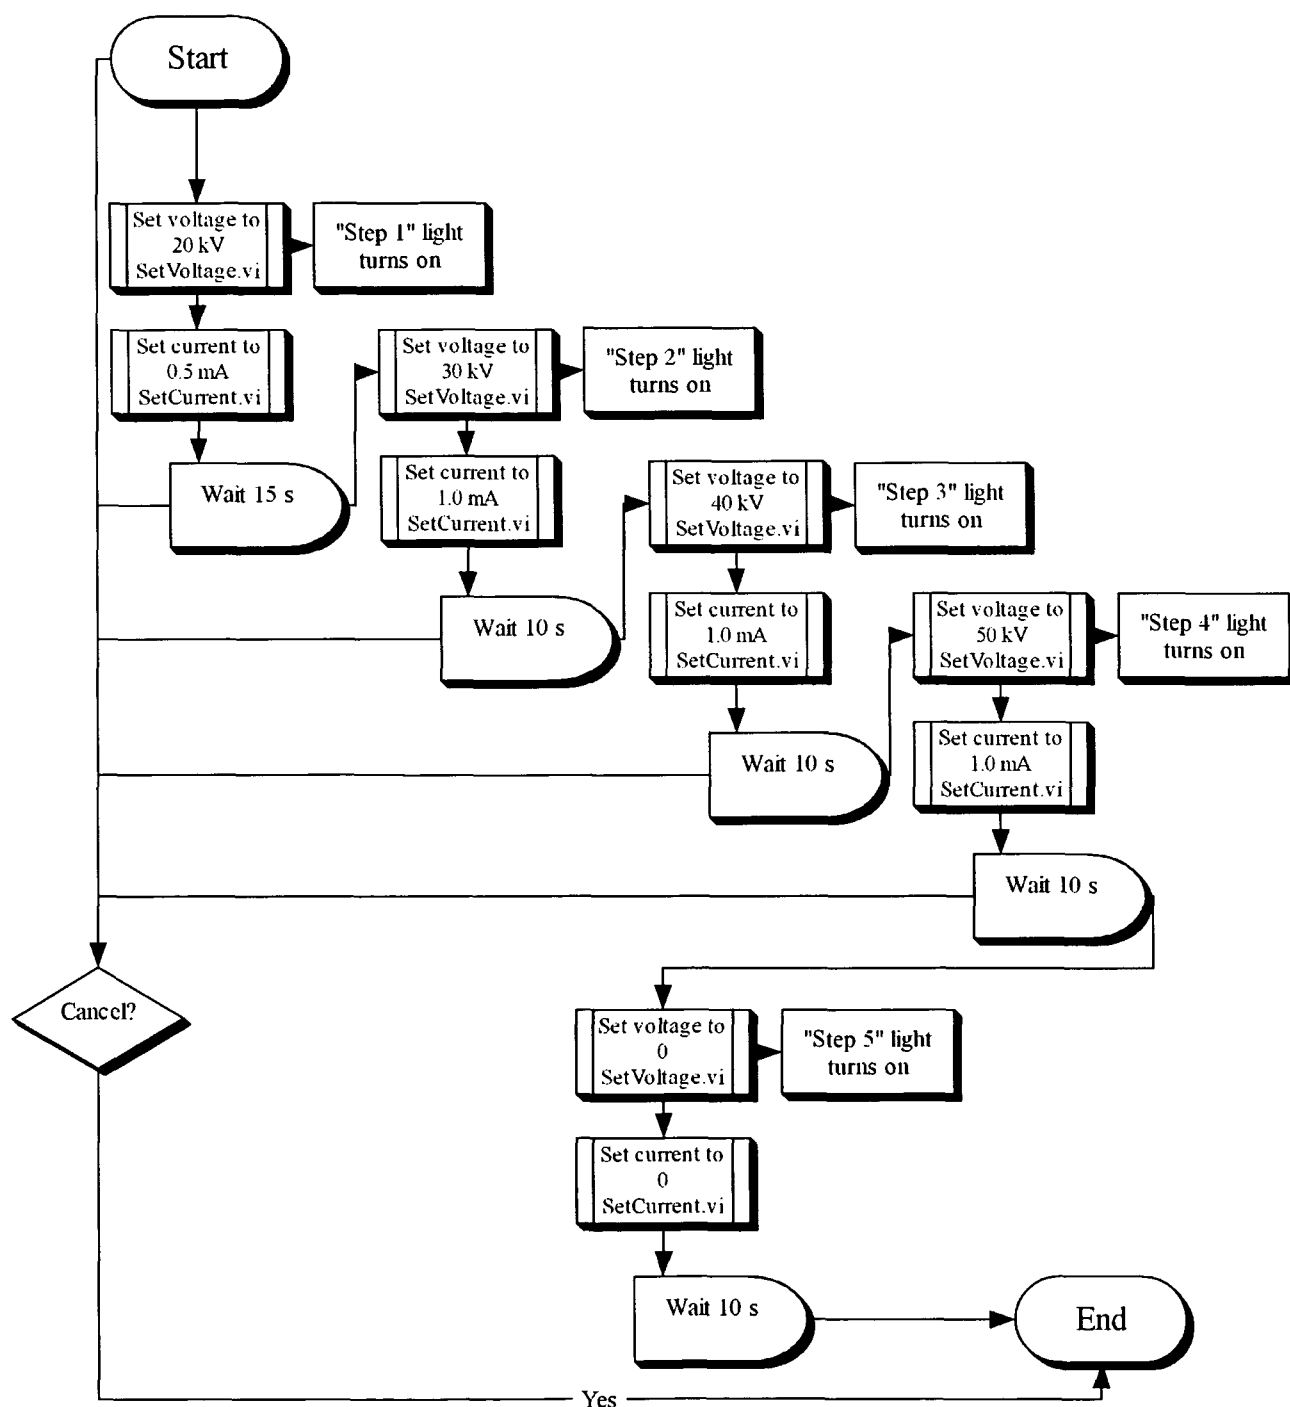 Start
Set voltage to
20 kV
SetVoltage.vi
"Step 1" light
turns on
Set current to
0.5 mA
SetCurrent.vi
Wait 15 s
Set voltage to
30 kV
SetVoltage.vi
"Step 2" light
turns on
Set current to
1.0 mA
SetCurrent.vi
Wait 10 s
Set voltage to
40 kV
SetVoltage.vi
"Step 3" light
turns on
Set current to
1.0 mA
SetCurrent.vi
Wait 10 s
Set voltage to
50 kV
SetVoltage.vi
"Step 4" light
turns on
Set current to
1.0 mA
SetCurrent.vi
Wait 10 s
Cancel?
Set voltage to
0
SetVoltage.vi
"Step 5" light
turns on
Set current to
0
SetCurrent.vi
Wait 10 s
End
Yes